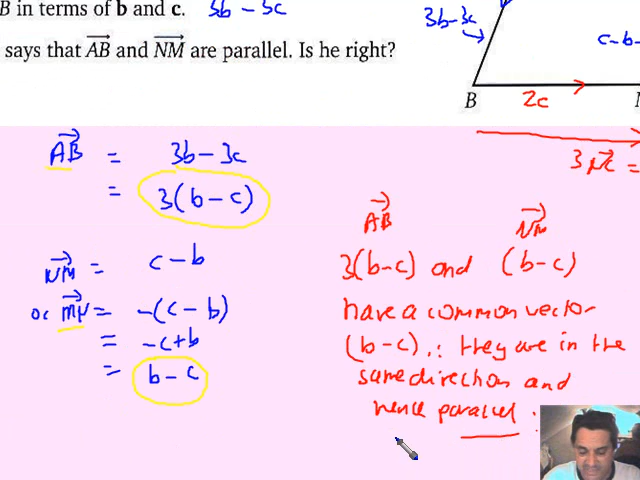 B in terms of b and c. 3b - 3c
says that AB and NM are parallel. Is he right?
3b-3c
c-b-
B
2c
3 NC =
AB = 3b - 3c
= 3(b - c)
NM = c - b
or MN = -(c - b)
= -c+b
= b - c
AB NM
3(b-c) and (b-c)
have a common vector
(b-c) ∴ they are in the
same direction and
hence parallel :